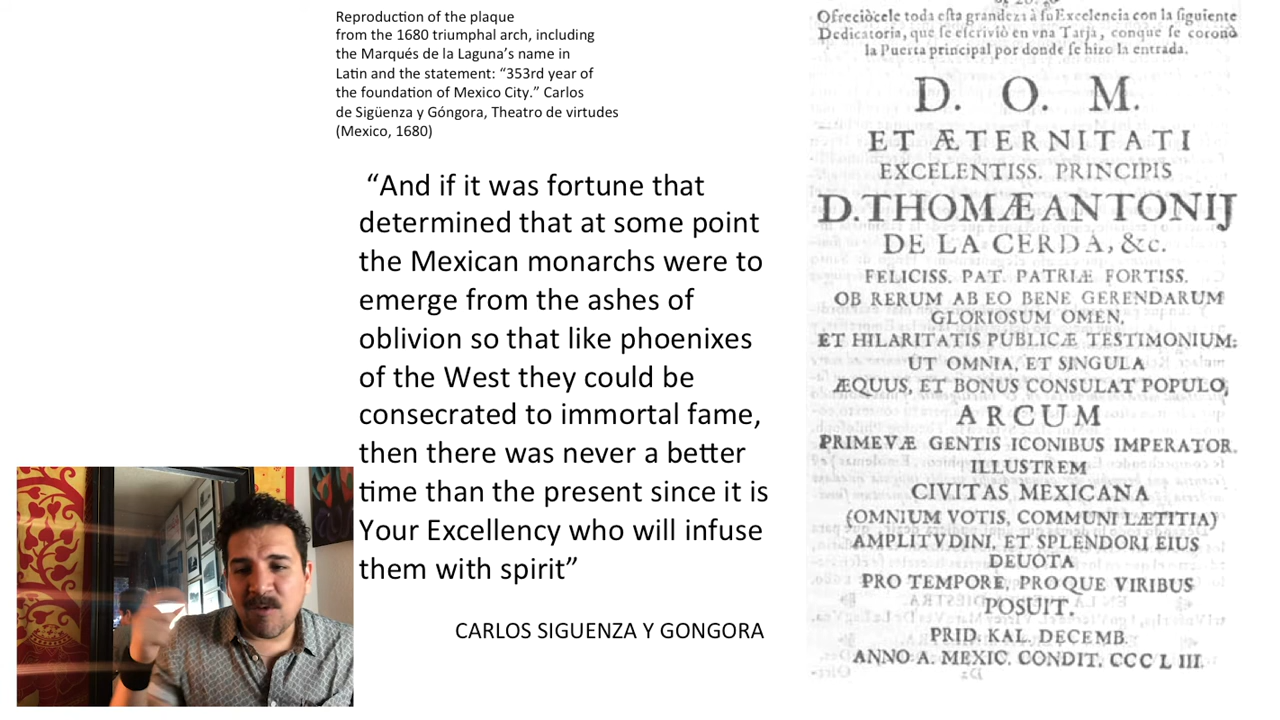 Reproduction of the plaque
from the 1680 triumphal arch, including
the Marqués de la Laguna’s name in
Latin and the statement: “353rd year of
the foundation of Mexico City.” Carlos
de Sigüenza y Góngora, Theatro de virtudes
(Mexico, 1680)
“And if it was fortune that
determined that at some point
the Mexican monarchs were to
emerge from the ashes of
oblivion so that like phoenixes
of the West they could be
consecrated to immortal fame,
then there was never a better
time than the present since it is
Your Excellency who will infuse
them with spirit”
CARLOS SIGUENZA Y GONGORA
Ofreciòcele toda eſta grandeza à ſu Excelencia con la ſiguiente
Dedicatoria, que ſe eſcriviò en vna Tarja, conque ſe coronò
la Puerta principal por donde ſe hizo la entrada.
D. O. M.
ET ÆTERNITATI
EXCELENTISS. PRINCIPIS
D. THOMÆ ANTONIJ
DE LA CERDA, &c.
FELICISS. PAT. PATRIÆ FORTISS.
OB RERUM AB EO BENE GERENDARUM
GLORIOSUM OMEN,
ET HILARITATIS PUBLICÆ TESTIMONIUM:
UT OMNIA, ET SINGULA
ÆQUUS, ET BONUS CONSULAT POPULO,
ARCUM
PRIMEVÆ GENTIS ICONIBUS IMPERATOR.
ILLUSTREM
CIVITAS MEXICANA
(OMNIUM VOTIS, COMMUNI LÆTITIA)
AMPLITVDINI, ET SPLENDORI EIUS
DEUOTA
PRO TEMPORE, PROQUE VIRIBUS
POSUIT.
PRID. KAL. DECEMB.
ANNO A. MEXIC. CONDIT. CCC L III.